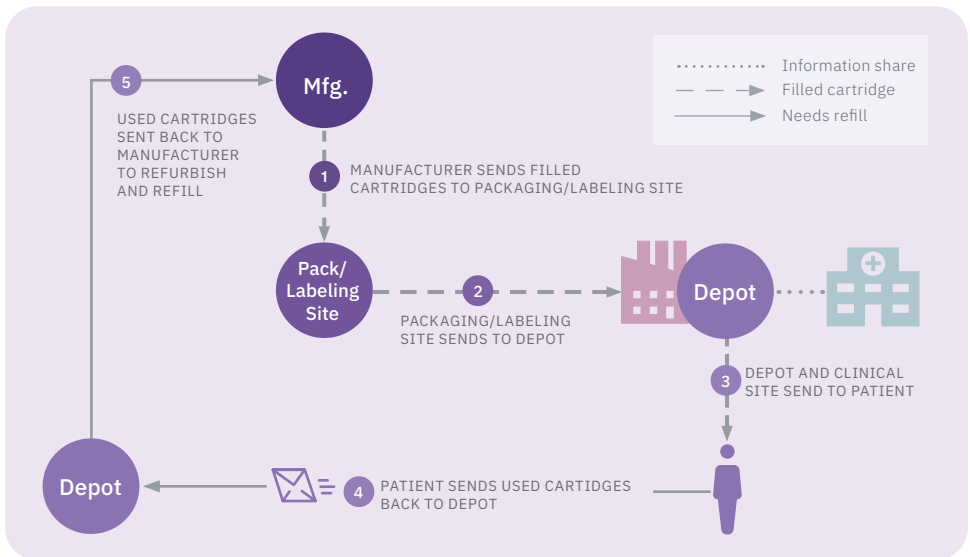 Mfg.
5
USED CARTRIDGES
SENT BACK TO
MANUFACTURER
TO REFURBISH
AND REFILL
Information share
Filled cartridge
Needs refill
1
MANUFACTURER SENDS FILLED
CARTRIDGES TO PACKAGING/LABELING SITE
Pack/
Labeling
Site
2
PACKAGING/LABELING
SITE SENDS TO DEPOT
Depot
3
DEPOT AND CLINICAL
SITE SEND TO PATIENT
4
PATIENT SENDS USED CARTIDGES
BACK TO DEPOT
Depot